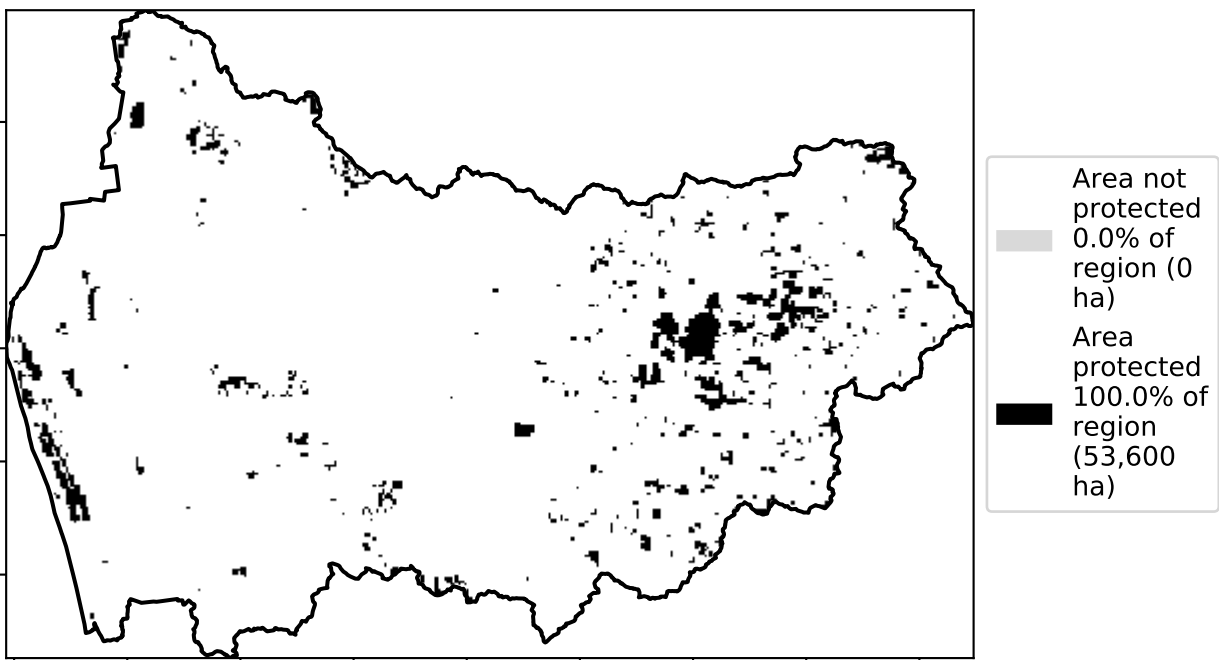 Area not
protected
0.0% of
region (0
ha)
Area
protected
100.0% of
region
(53,600
ha)